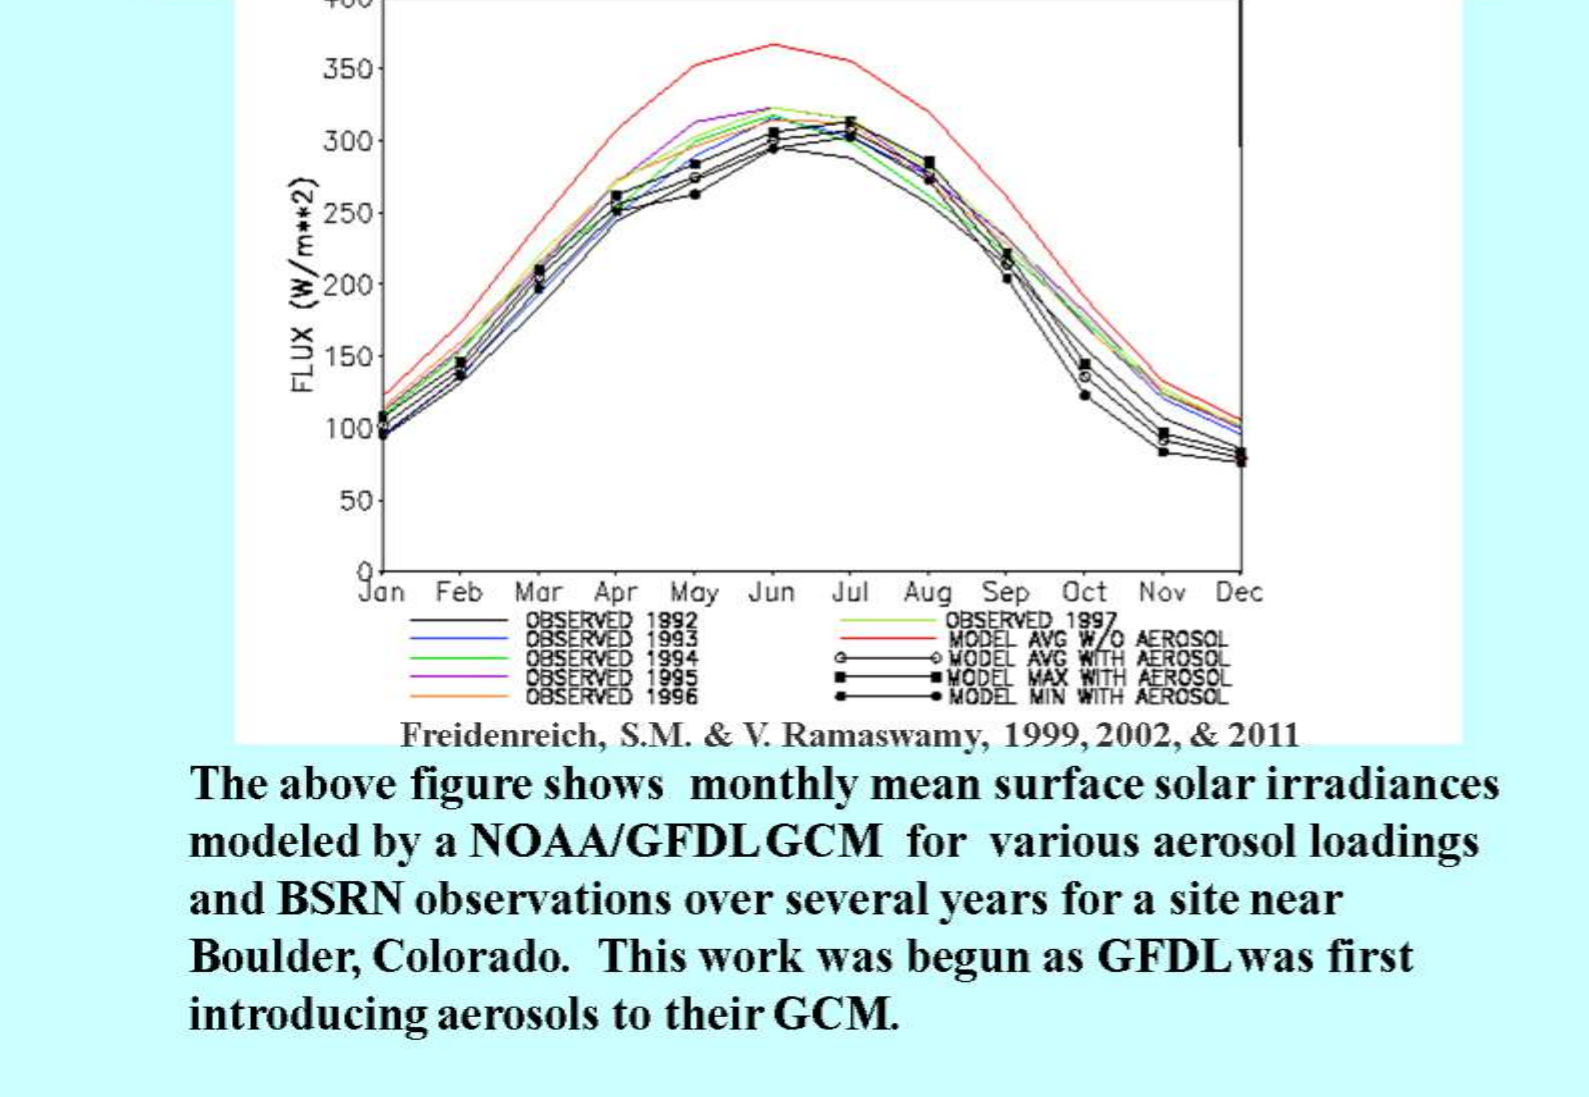 400
350
300
250
200
150
100
50
0
FLUX (W/m**2)
Jan Feb Mar Apr May Jun Jul Aug Sep Oct Nov Dec
OBSERVED 1992
OBSERVED 1993
OBSERVED 1994
OBSERVED 1995
OBSERVED 1996
OBSERVED 1997
MODEL AVG W/O AEROSOL
MODEL AVG WITH AEROSOL
MODEL MAX WITH AEROSOL
MODEL MIN WITH AEROSOL
Freidenreich, S.M. & V. Ramaswamy, 1999, 2002, & 2011
The above figure shows monthly mean surface solar irradiances
modeled by a NOAA/GFDL GCM for various aerosol loadings
and BSRN observations over several years for a site near
Boulder, Colorado. This work was begun as GFDL was first
introducing aerosols to their GCM.